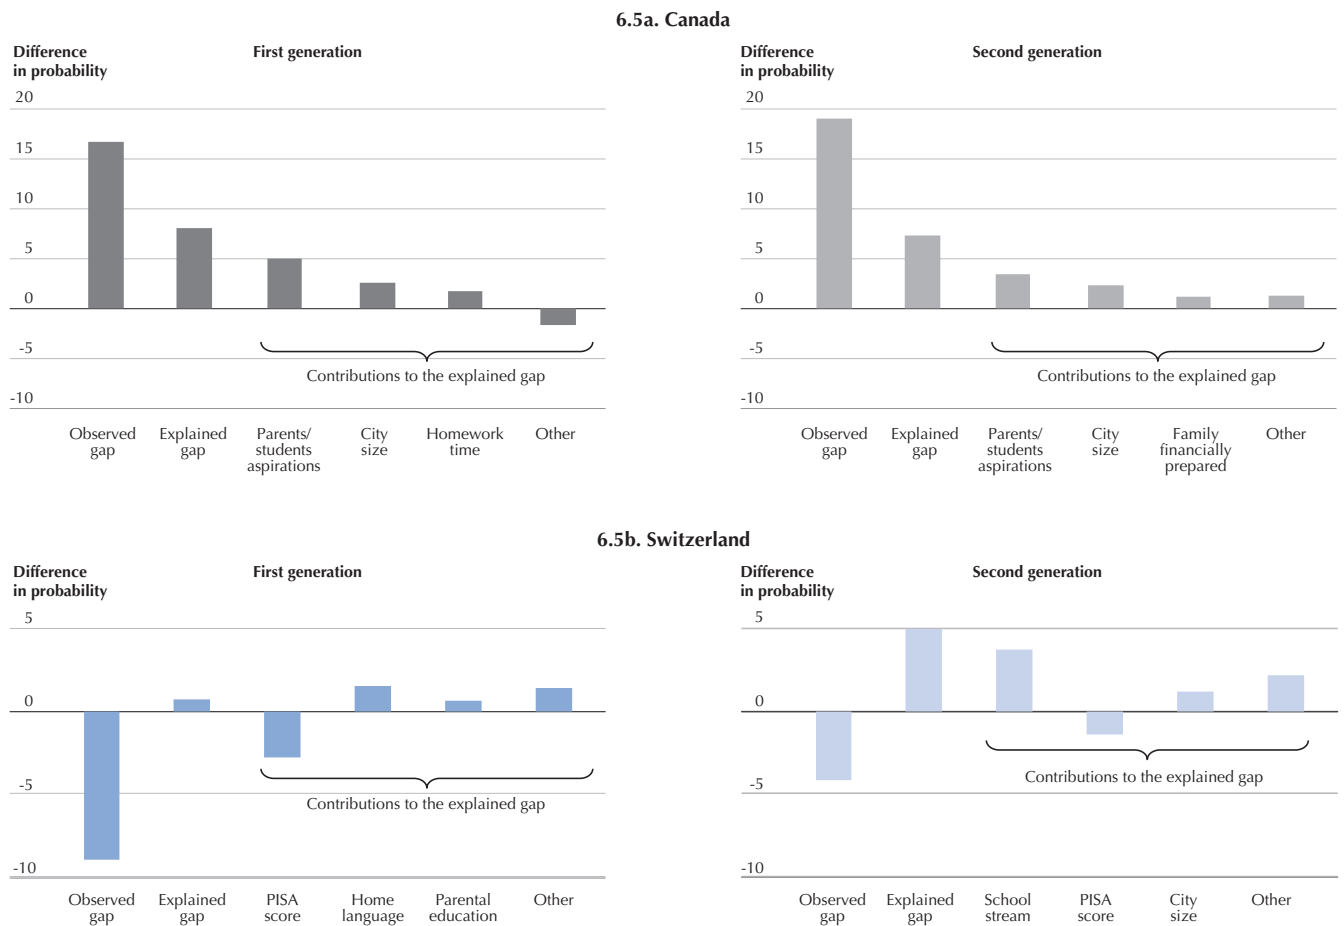 6.5a. Canada
Difference
in probability
First generation
20
15
10
5
0
-5
-10
Contributions to the explained gap
Observed
gap
Explained
gap
Parents/
students
aspirations
City
size
Homework
time
Other
Difference
in probability
Second generation
20
15
10
5
0
-5
-10
Contributions to the explained gap
Observed
gap
Explained
gap
Parents/
students
aspirations
City
size
Family
financially
prepared
Other
6.5b. Switzerland
Difference
in probability
First generation
5
0
-5
-10
Contributions to the explained gap
Observed
gap
Explained
gap
PISA
score
Home
language
Parental
education
Other
Difference
in probability
Second generation
5
0
-5
-10
Contributions to the explained gap
Observed
gap
Explained
gap
School
stream
PISA
score
City
size
Other